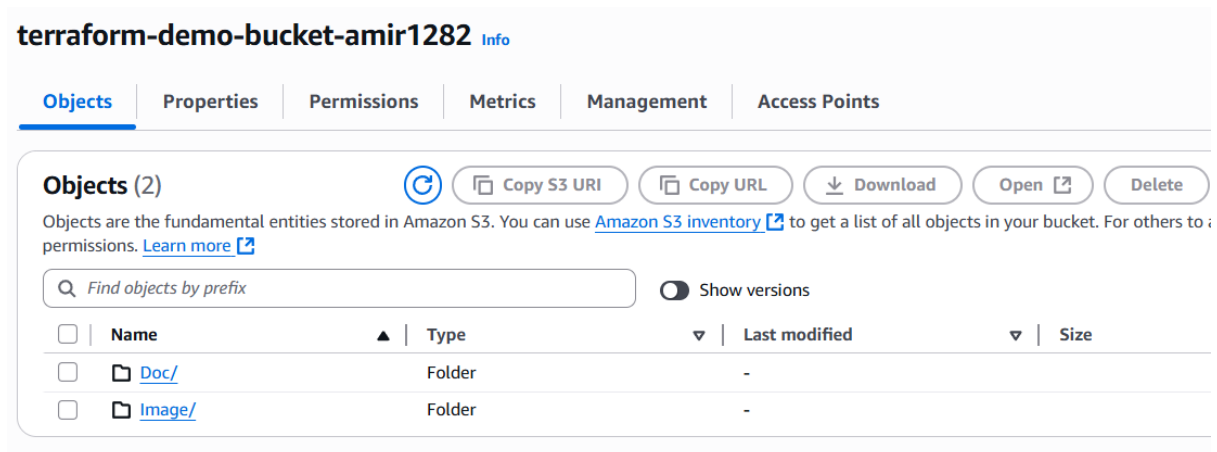 terraform-demo-bucket-amir1282 Info
Objects Properties Permissions Metrics Management Access Points
Objects (2) Copy S3 URI Copy URL Download Open Delete
Objects are the fundamental entities stored in Amazon S3. You can use Amazon S3 inventory to get a list of all objects in your bucket. For others to
permissions. Learn more
Find objects by prefix Show versions
Name Type Last modified Size
Doc/ Folder -
Image/ Folder -